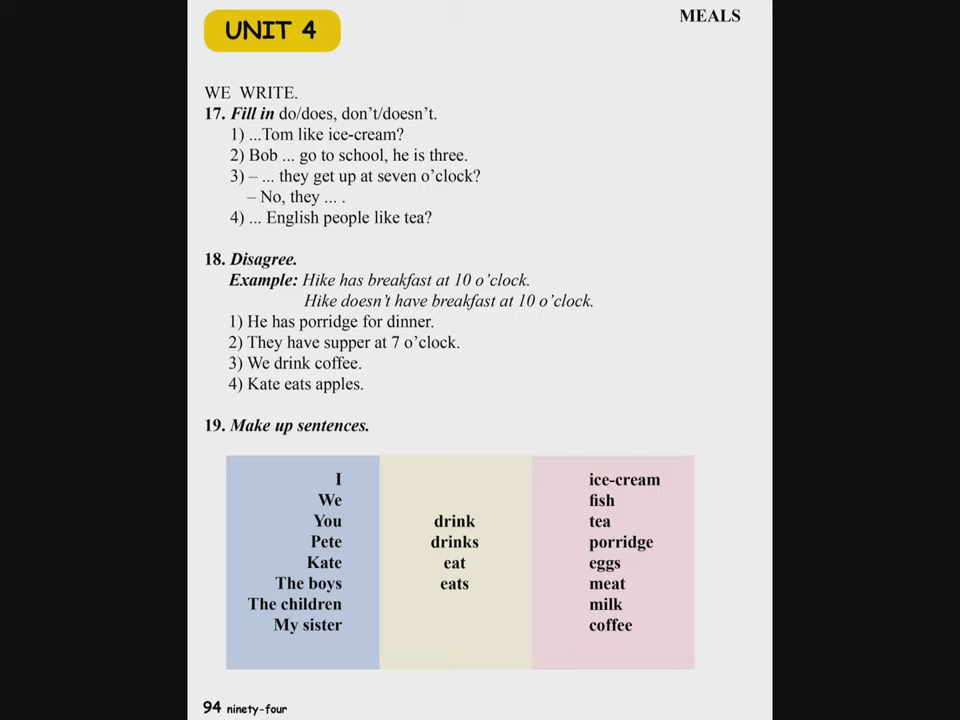 UNIT 4
MEALS
WE WRITE.
17. Fill in do/does, don’t/doesn’t.
1) ...Tom like ice-cream?
2) Bob ... go to school, he is three.
3) – ... they get up at seven o’clock?
– No, they ... .
4) ... English people like tea?
18. Disagree.
Example: Hike has breakfast at 10 o’clock.
Hike doesn’t have breakfast at 10 o’clock.
1) He has porridge for dinner.
2) They have supper at 7 o’clock.
3) We drink coffee.
4) Kate eats apples.
19. Make up sentences.
I ice-cream
We fish
You drink tea
Pete drinks porridge
Kate eat eggs
The boys eats meat
The children milk
My sister coffee
94 ninety-four